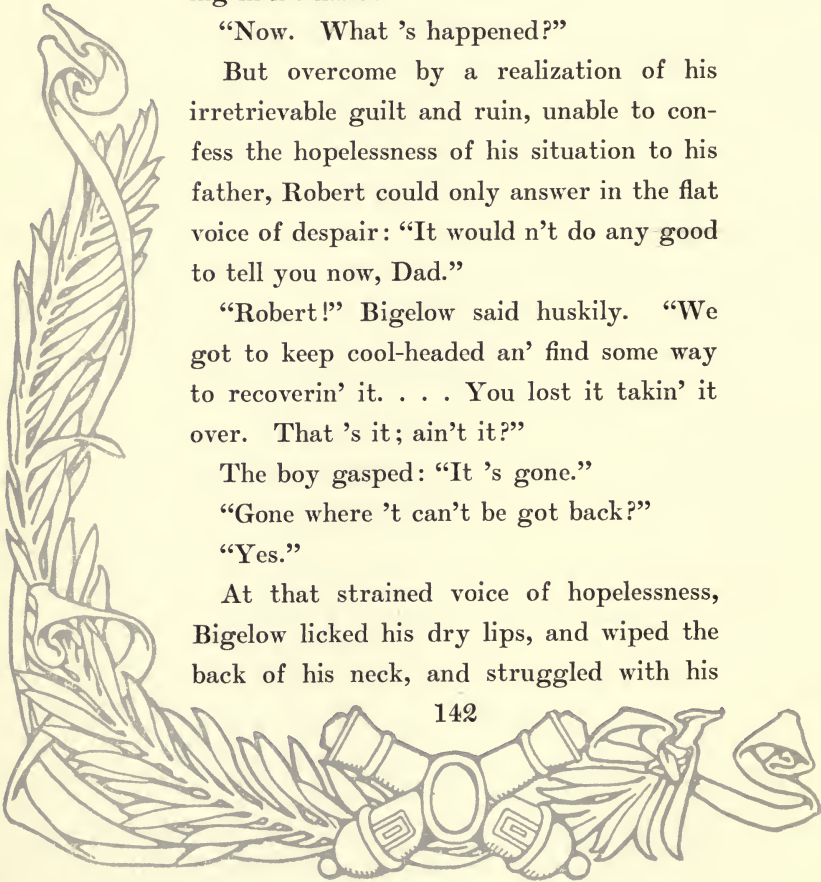 "Now. What 's happened?"
But overcome by a realization of his
irretrievable guilt and ruin, unable to con-
fess the hopelessness of his situation to his
father, Robert could only answer in the flat
voice of despair: "It would n't do any good
to tell you now, Dad."
"Robert!" Bigelow said huskily. "We
got to keep cool-headed an' find some way
to recoverin' it. . . . You lost it takin' it
over. That 's it; ain't it?"
The boy gasped: "It 's gone."
"Gone where 't can't be got back?"
"Yes."
At that strained voice of hopelessness,
Bigelow licked his dry lips, and wiped the
back of his neck, and struggled with his
142